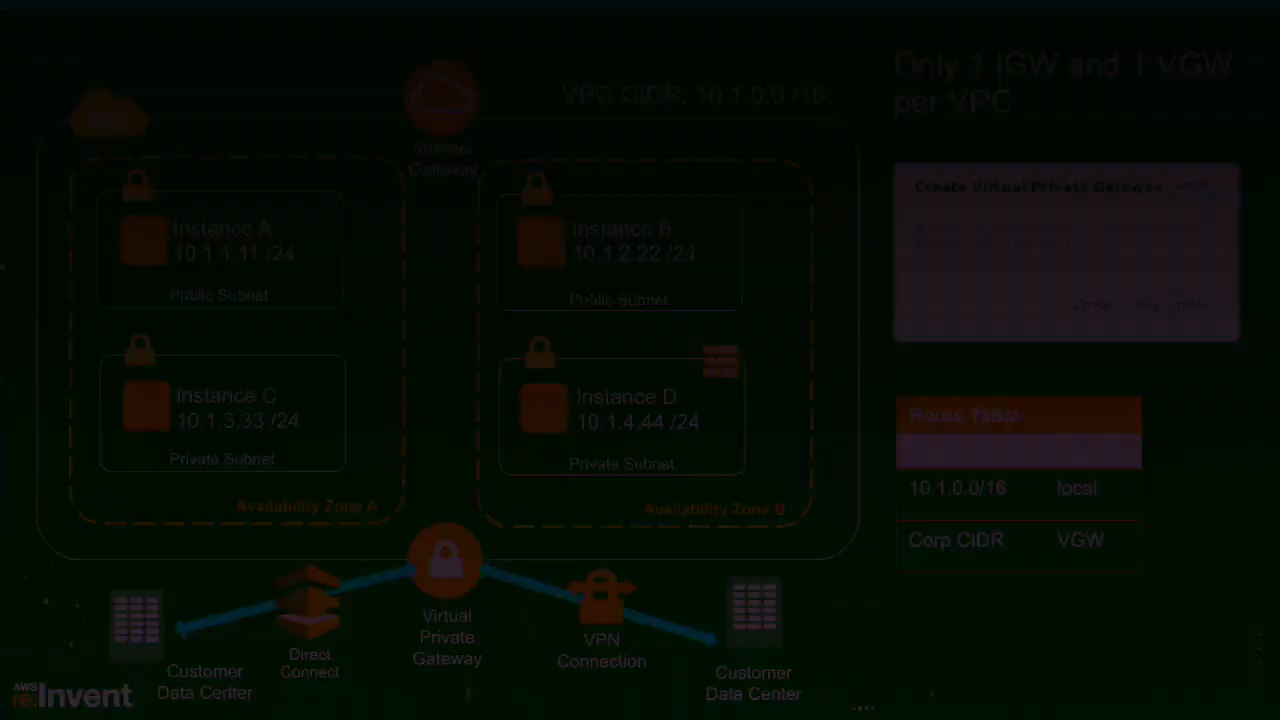 Only 1 IGW and 1 VGW
per VPC
VPC CIDR: 10.1.0.0 /16
Internet
Gateway
Create Virtual Private Gateway
Instance A
10.1.1.11 /24
Public Subnet
Instance B
10.1.2.22 /24
Public Subnet
Instance C
10.1.3.33 /24
Private Subnet
Instance D
10.1.4.44 /24
Private Subnet
Availability Zone A
Availability Zone B
Route Table
10.1.0.0/16 local
Corp CIDR VGW
Virtual
Private
Gateway
Direct
Connect
VPN
Connection
Customer
Data Center
Customer
Data Center
AWS
re:Invent